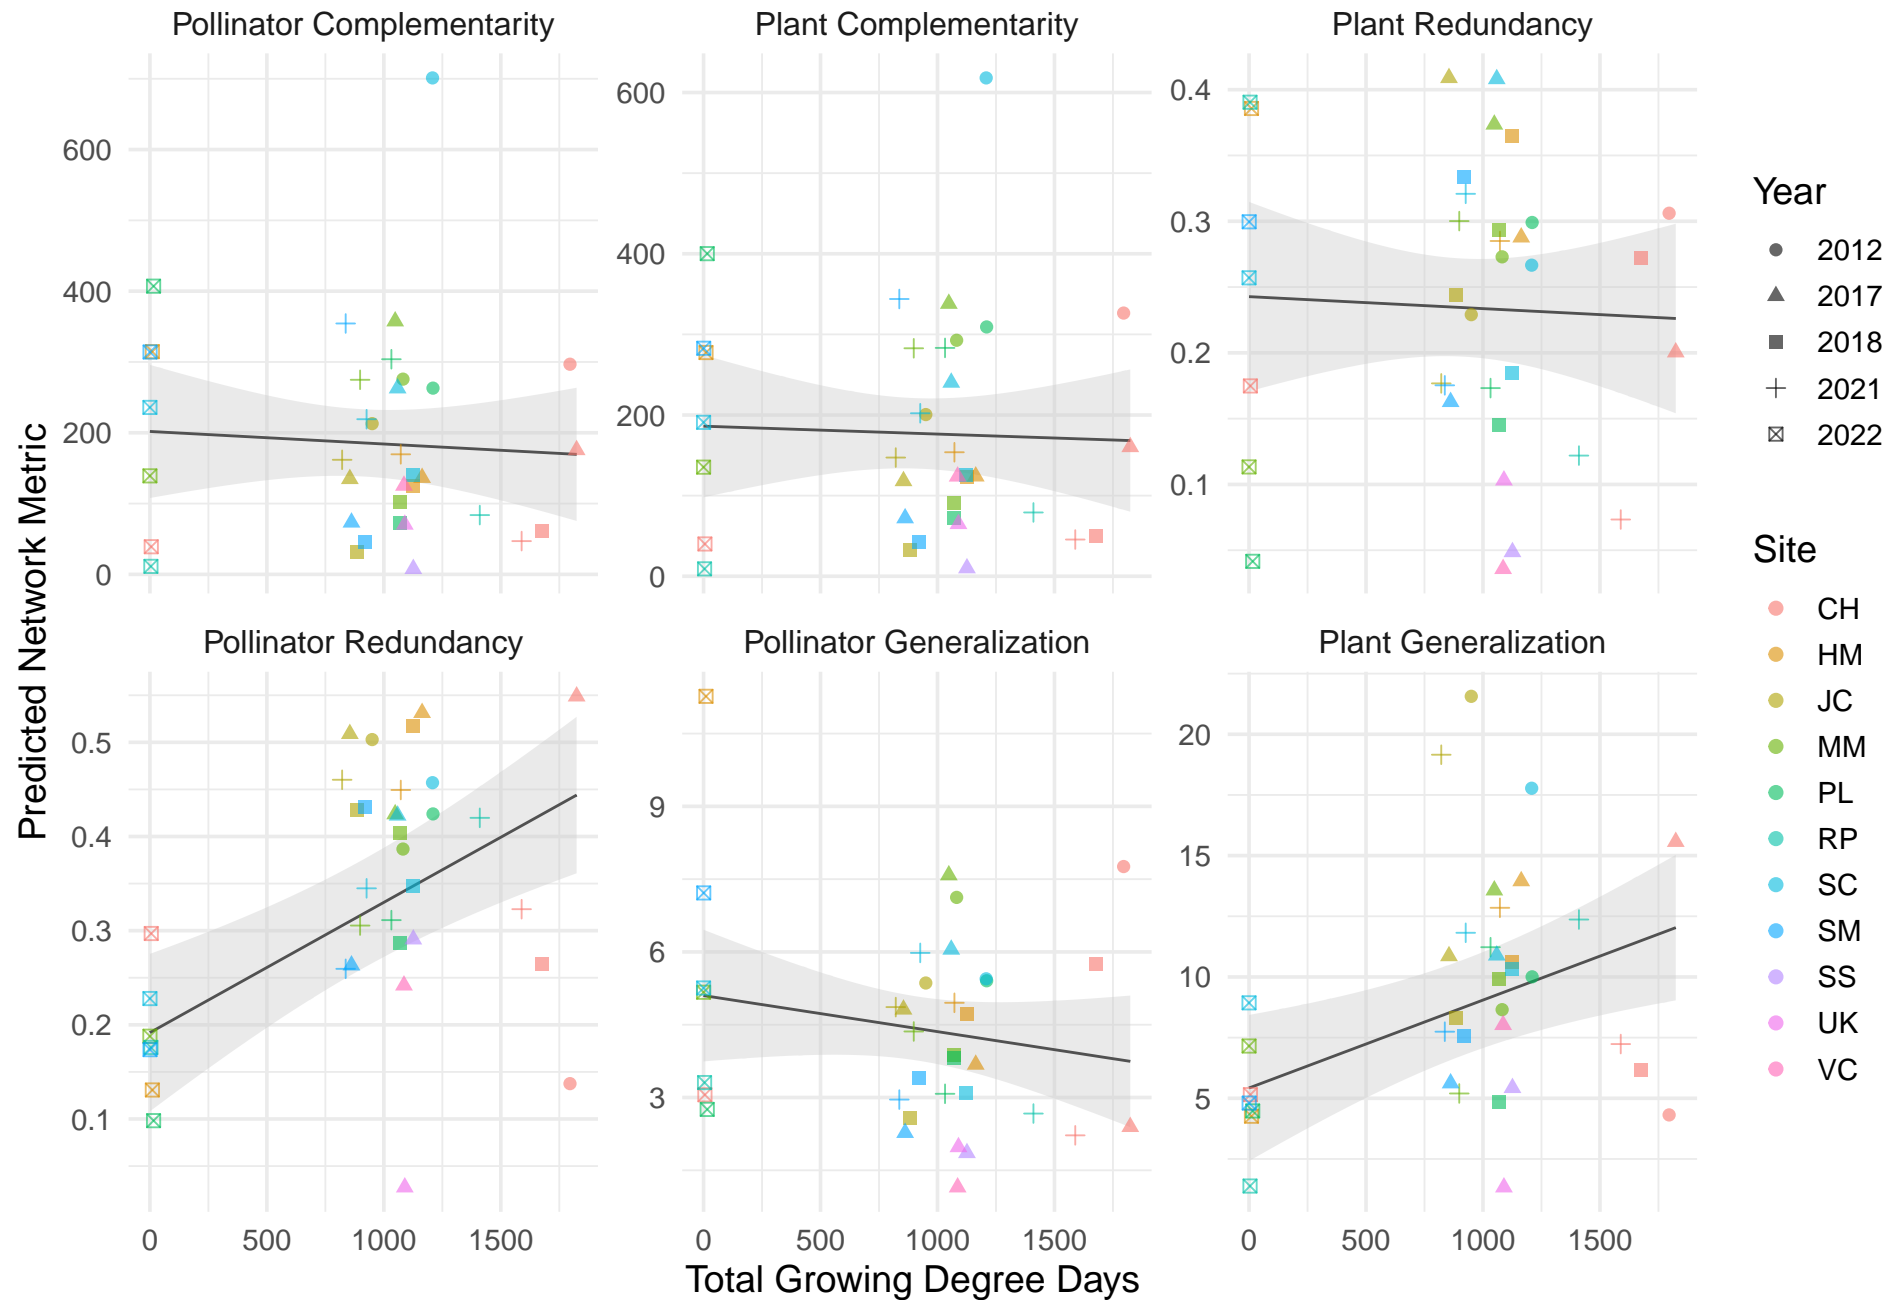 Pollinator Complementarity
Plant Complementarity
Plant Redundancy
600
400
200
0
600
400
200
0
0.4
0.3
0.2
0.1
Predicted Network Metric
Pollinator Redundancy
Pollinator Generalization
Plant Generalization
0.5
0.4
0.3
0.2
0.1
9
6
3
20
15
10
5
0 500 1000 1500
0 500 1000 1500
0 500 1000 1500
Total Growing Degree Days
Year
2012
2017
2018
2021
2022
Site
CH
HM
JC
MM
PL
RP
SC
SM
SS
UK
VC